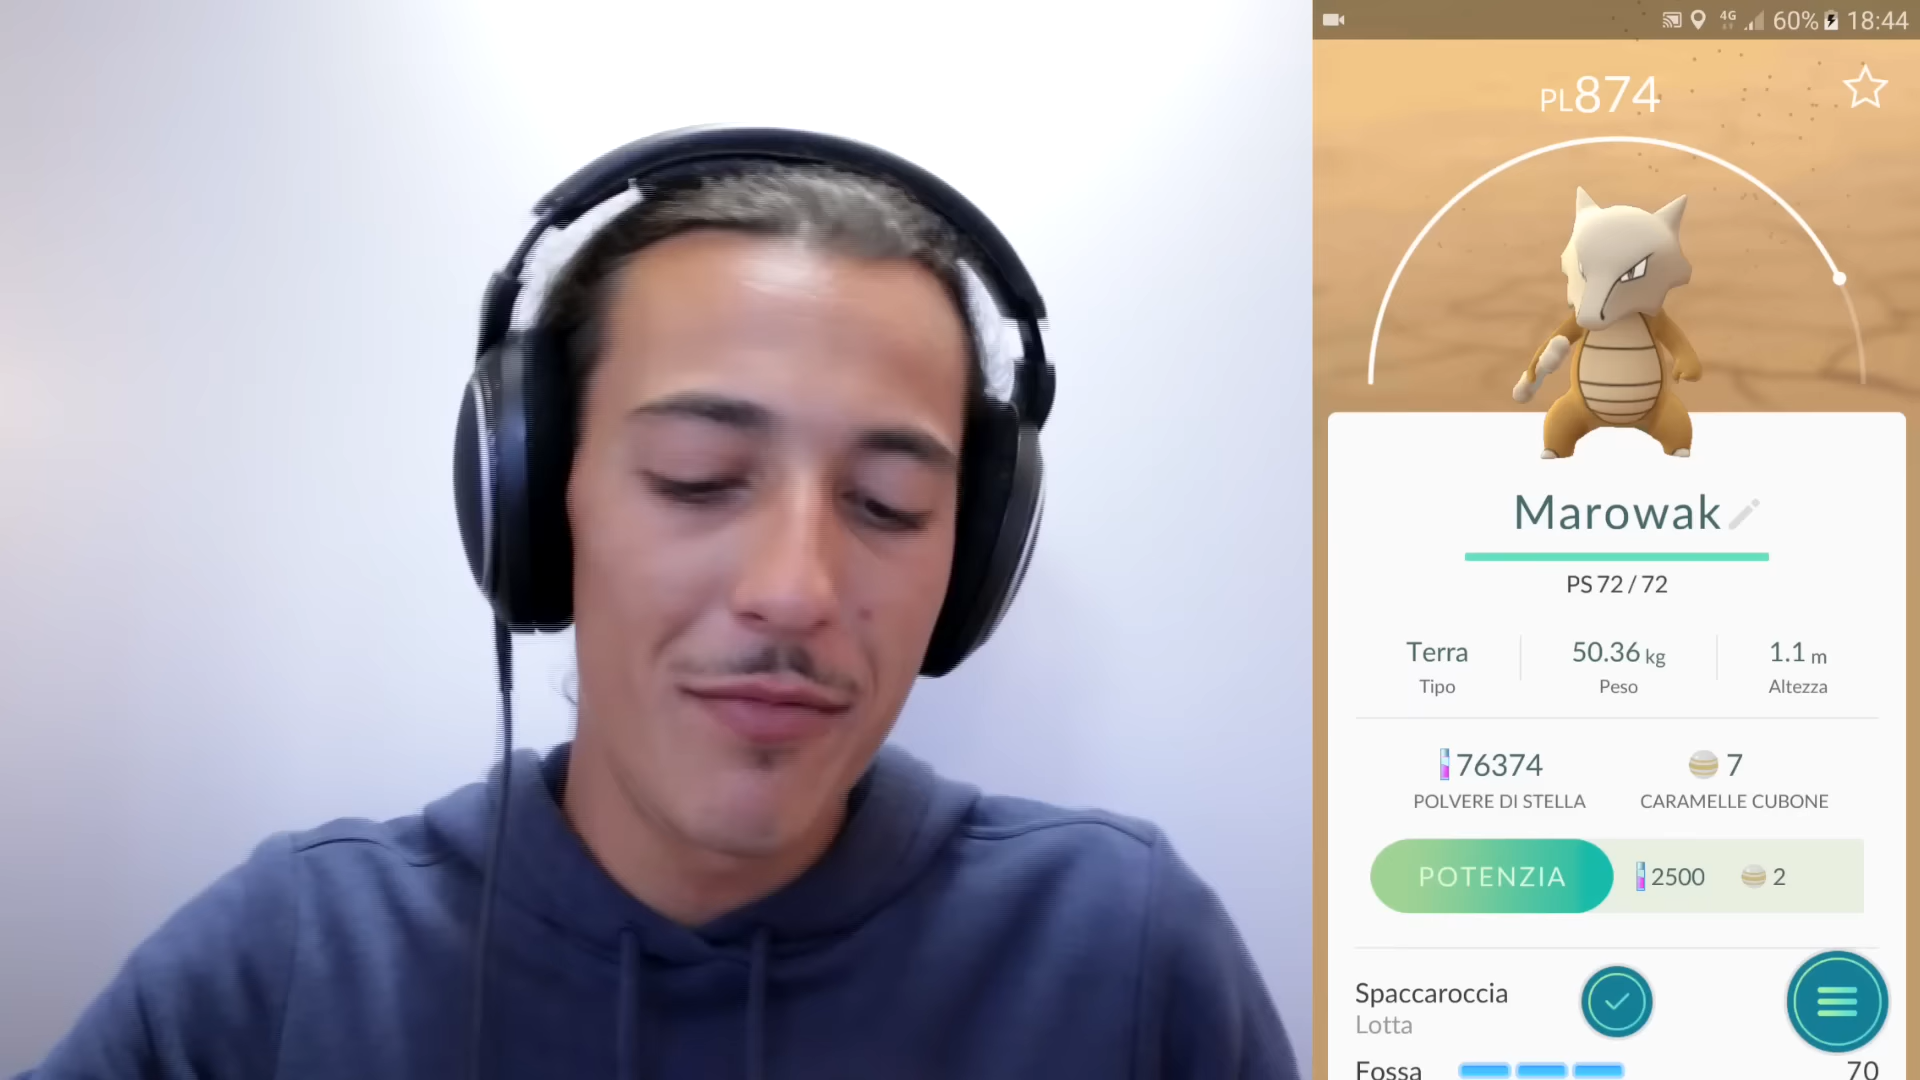 4G 60% 18:44
PL874
Marowak
PS 72 / 72
Terra 50.36 kg 1.1 m
Tipo Peso Altezza
76374 7
POLVERE DI STELLA CARAMELLE CUBONE
POTENZIA 2500 2
Spaccaroccia
Lotta
Fossa 70